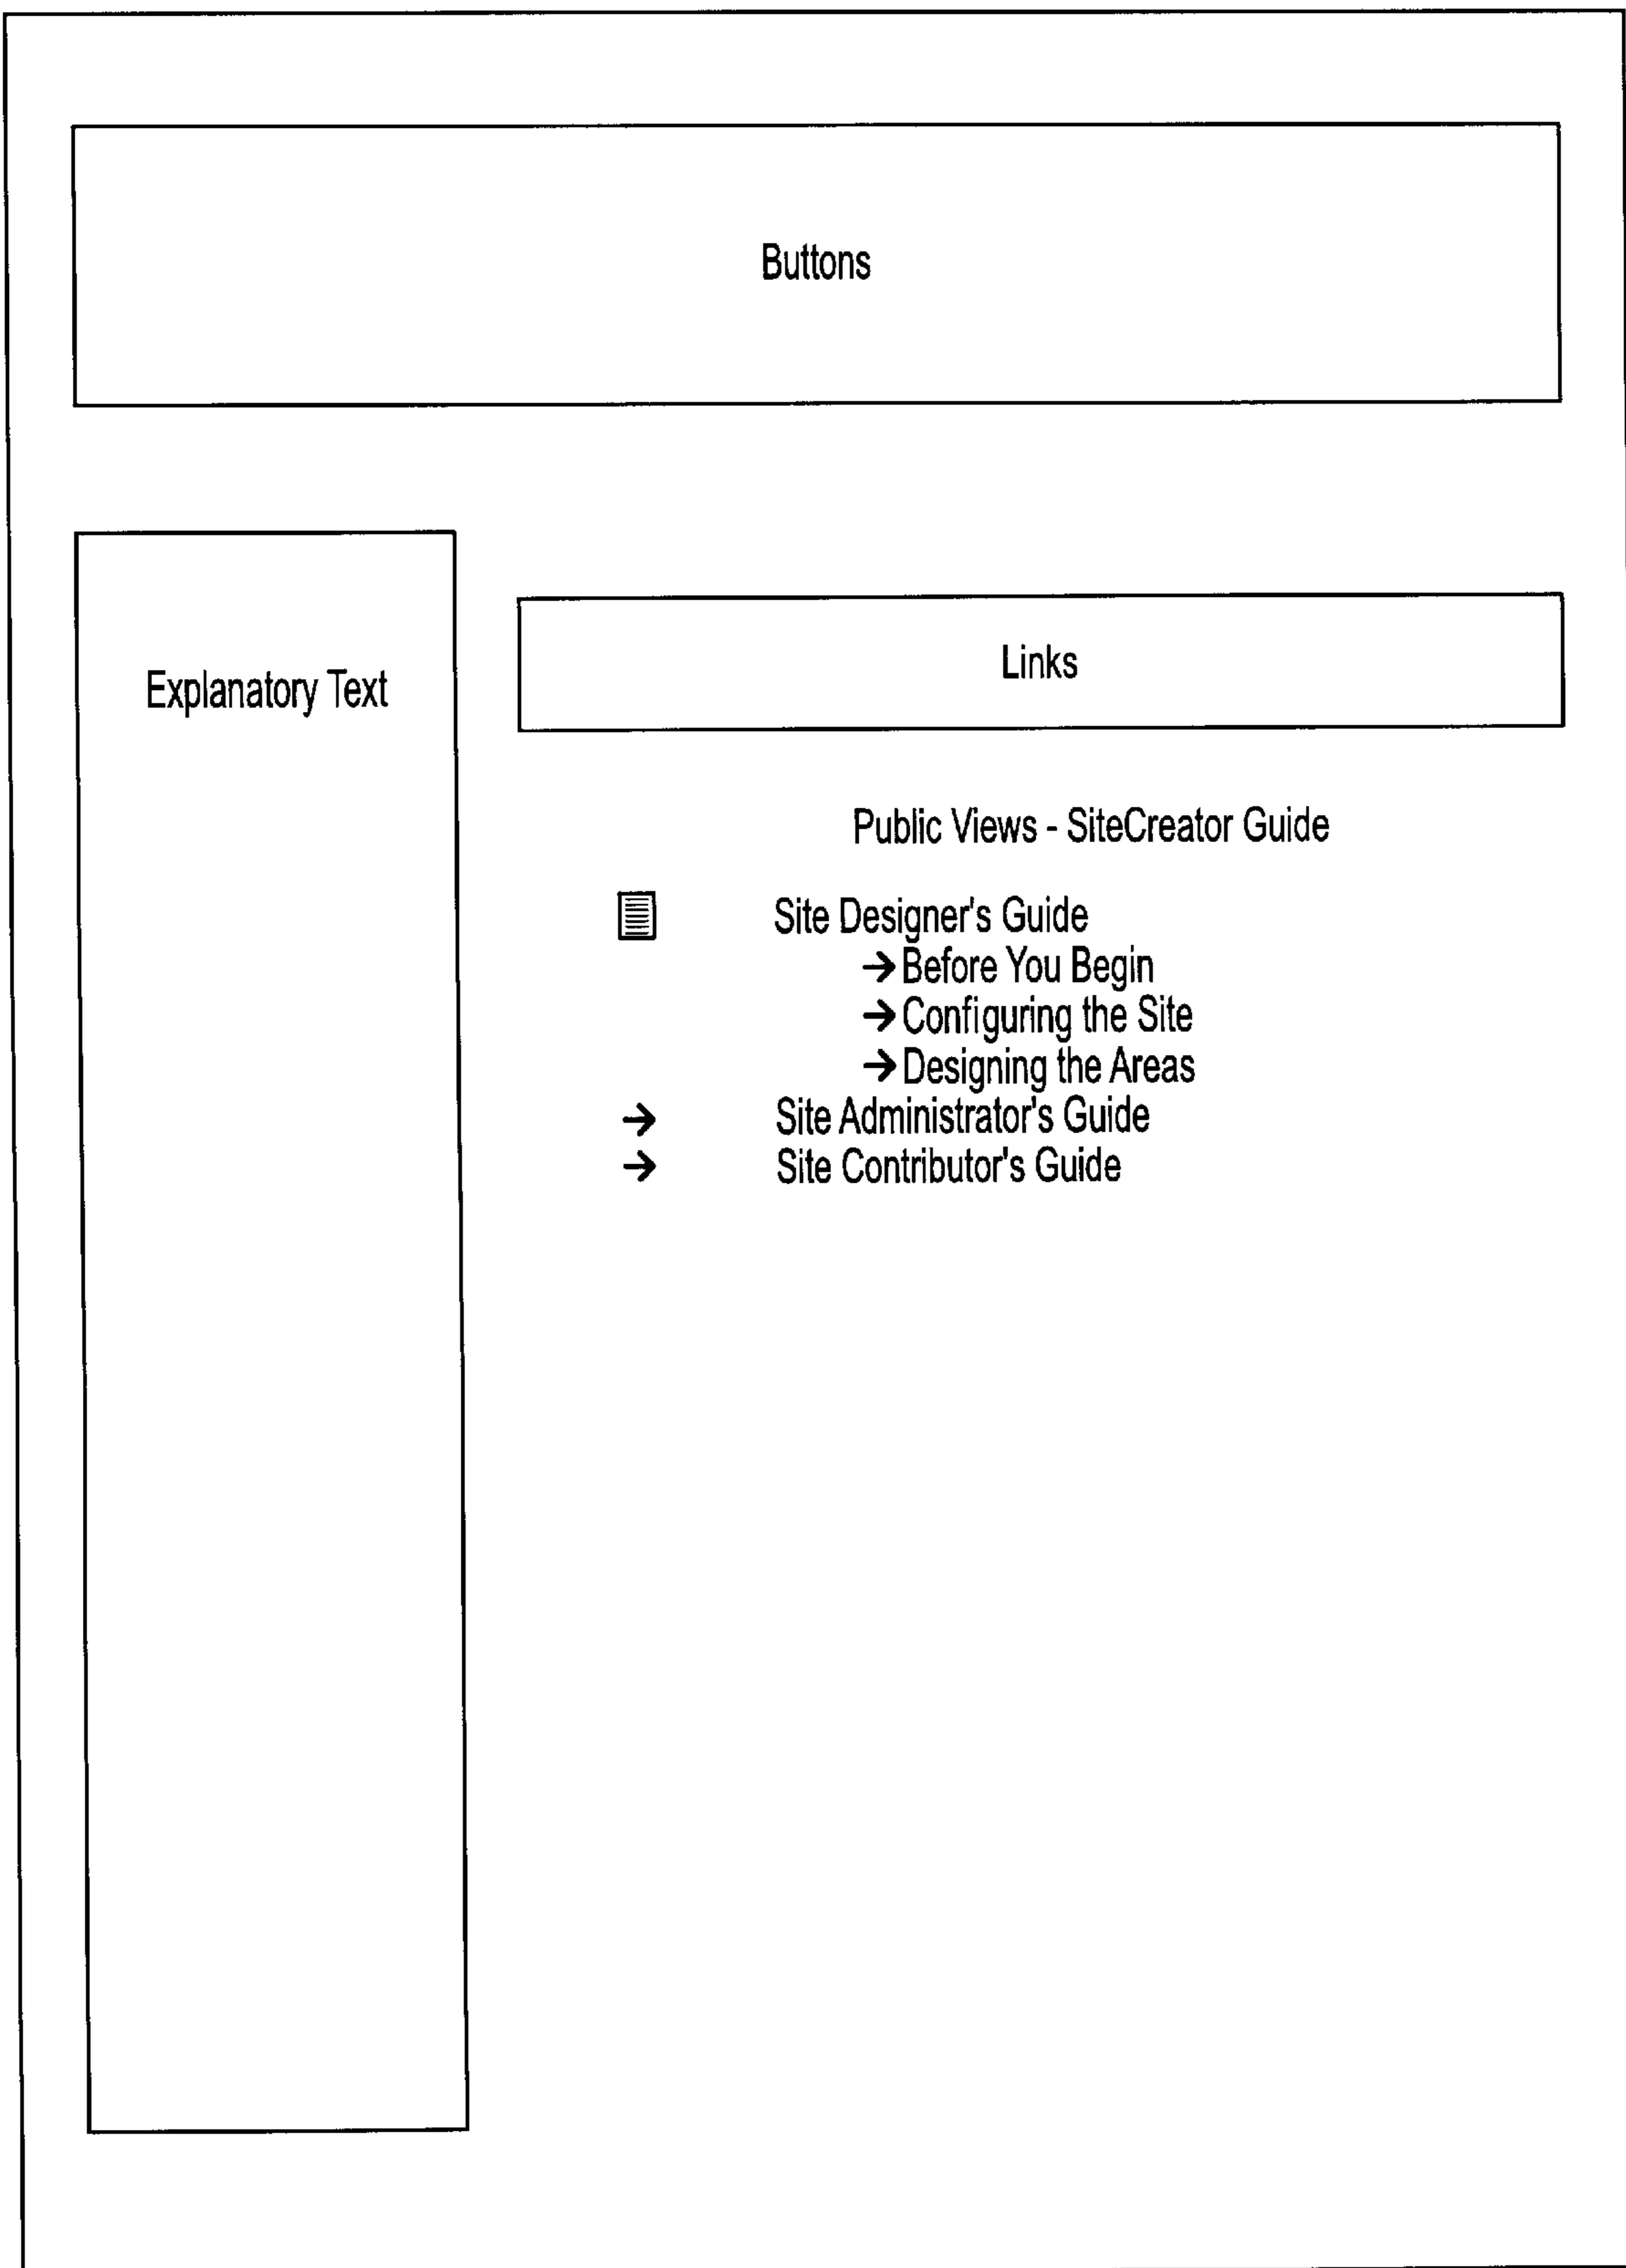 Buttons
Explanatory Text
Links
Public Views - SiteCreator Guide
Site Designer's Guide
→Before You Begin
→Configuring the Site
→Designing the Areas
→ Site Administrator's Guide
→ Site Contributor's Guide